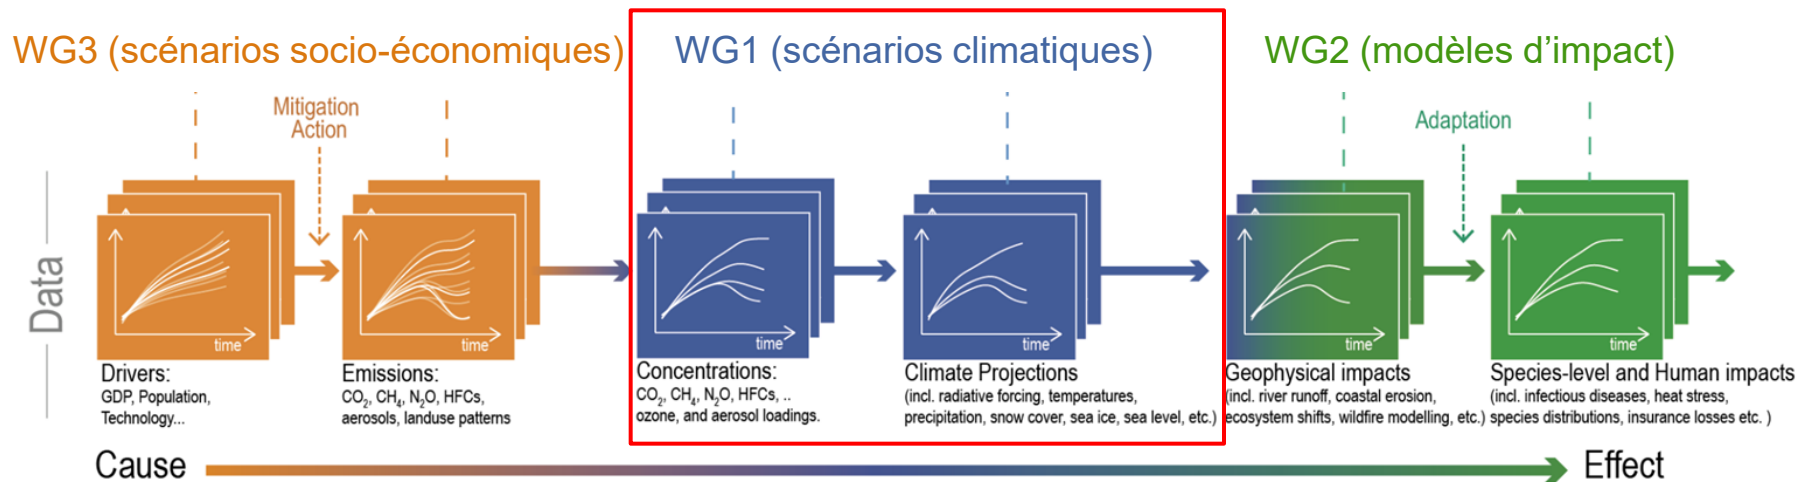 WG3 (scénarios socio-économiques)
WG1 (scénarios climatiques)
WG2 (modèles d’impact)
Mitigation
Action
Adaptation
Data
time
time
time
time
time
time
Drivers:
GDP, Population,
Technology...
Emissions:
CO2, CH4, N2O, HFCs,
aerosols, landuse patterns
Concentrations:
CO2, CH4, N2O, HFCs, ..
ozone, and aerosol loadings.
Climate Projections
(incl. radiative forcing, temperatures,
precipitation, snow cover, sea ice, sea level, etc.)
Geophysical impacts
(incl. river runoff, coastal erosion,
ecosystem shifts, wildfire modelling, etc.)
Species-level and Human impacts
(incl. infectious diseases, heat stress,
species distributions, insurance losses etc. )
Cause
Effect